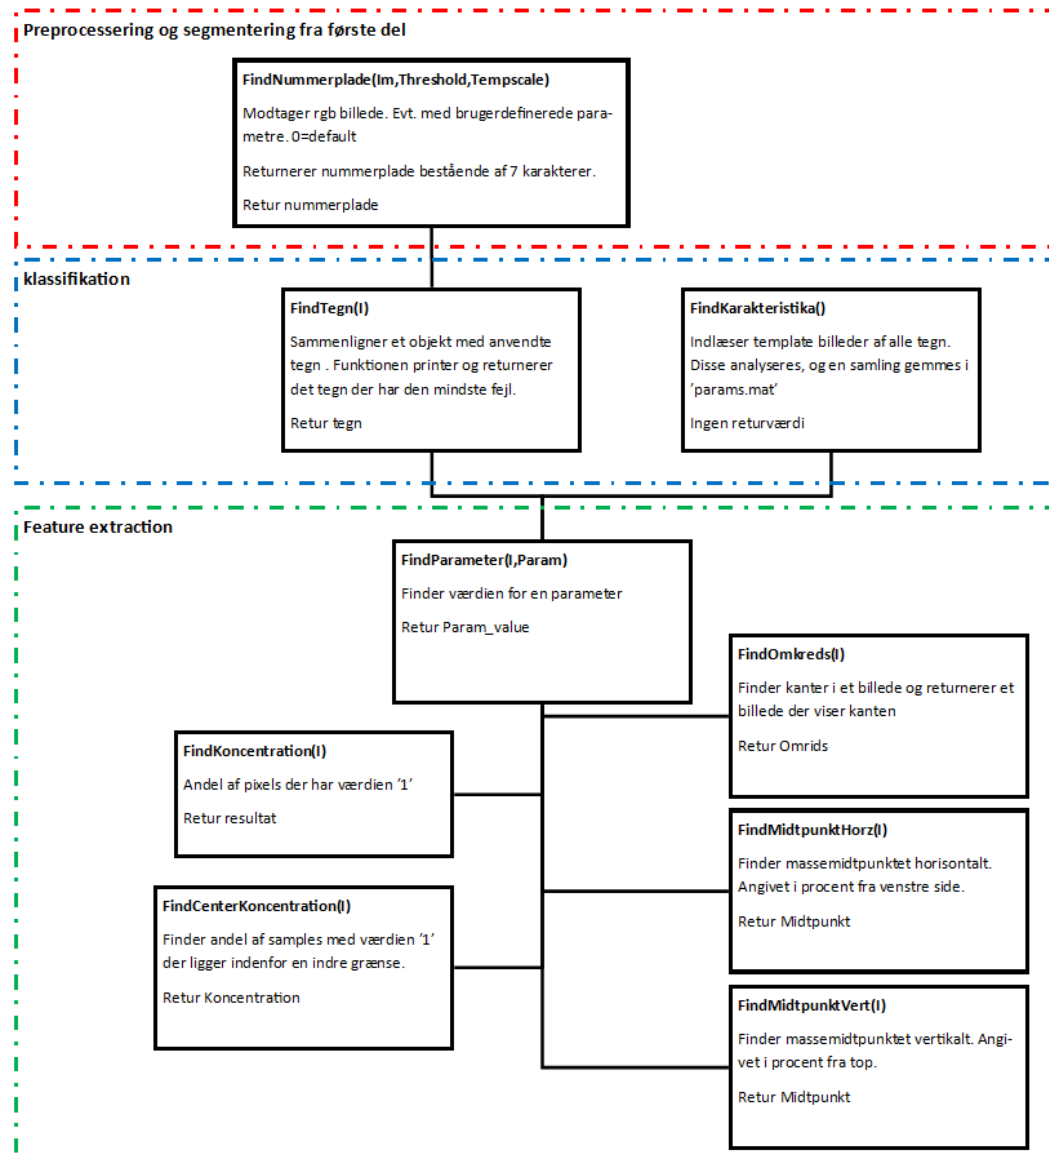 Preprocessering og segmentering fra første del
FindNummerplade(Im,Threshold,Tempscale)
Modtager rgb billede. Evt. med brugerdefinerede para-
metre. 0=default
Returnerer nummerplade bestående af 7 karakterer.
Retur nummerplade
klassifikation
FindTegn(I)
Sammenligner et objekt med anvendte
tegn . Funktionen printer og returnerer
det tegn der har den mindste fejl.
Retur tegn
FindKarakteristika()
Indlæser template billeder af alle tegn.
Disse analyseres, og en samling gemmes i
’params.mat’
Ingen returværdi
Feature extraction
FindParameter(I,Param)
Finder værdien for en parameter
Retur Param_value
FindOmkreds(I)
Finder kanter i et billede og returnerer et
billede der viser kanten
Retur Omrids
FindKoncentration(I)
Andel af pixels der har værdien ’1’
Retur resultat
FindMidtpunktHorz(I)
Finder massemidtpunktet horisontalt.
Angivet i procent fra venstre side.
Retur Midtpunkt
FindCenterKoncentration(I)
Finder andel af samples med værdien ’1’
der ligger indenfor en indre grænse.
Retur Koncentration
FindMidtpunktVert(I)
Finder massemidtpunktet vertikalt. Angi-
vet i procent fra top.
Retur Midtpunkt